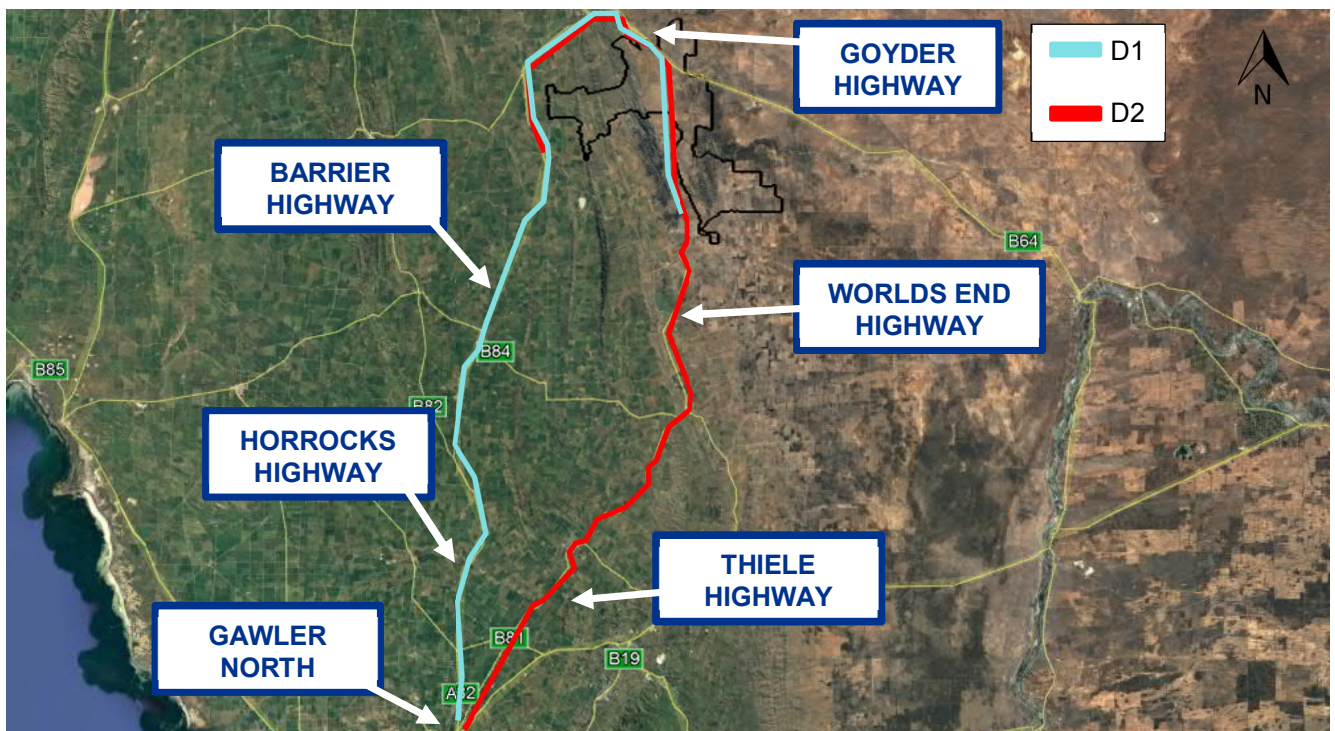 GOYDER
HIGHWAY
D1
D2
N
BARRIER
HIGHWAY
B64
WORLDS END
HIGHWAY
B84
B85
B82
HORROCKS
HIGHWAY
THIELE
HIGHWAY
GAWLER
NORTH
B81
B19